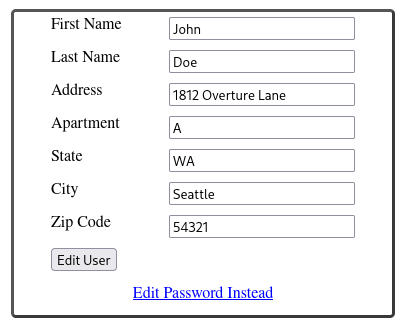 First Name John
Last Name Doe
Address 1812 Overture Lane
Apartment A
State WA
City Seattle
Zip Code 54321
Edit User
Edit Password Instead